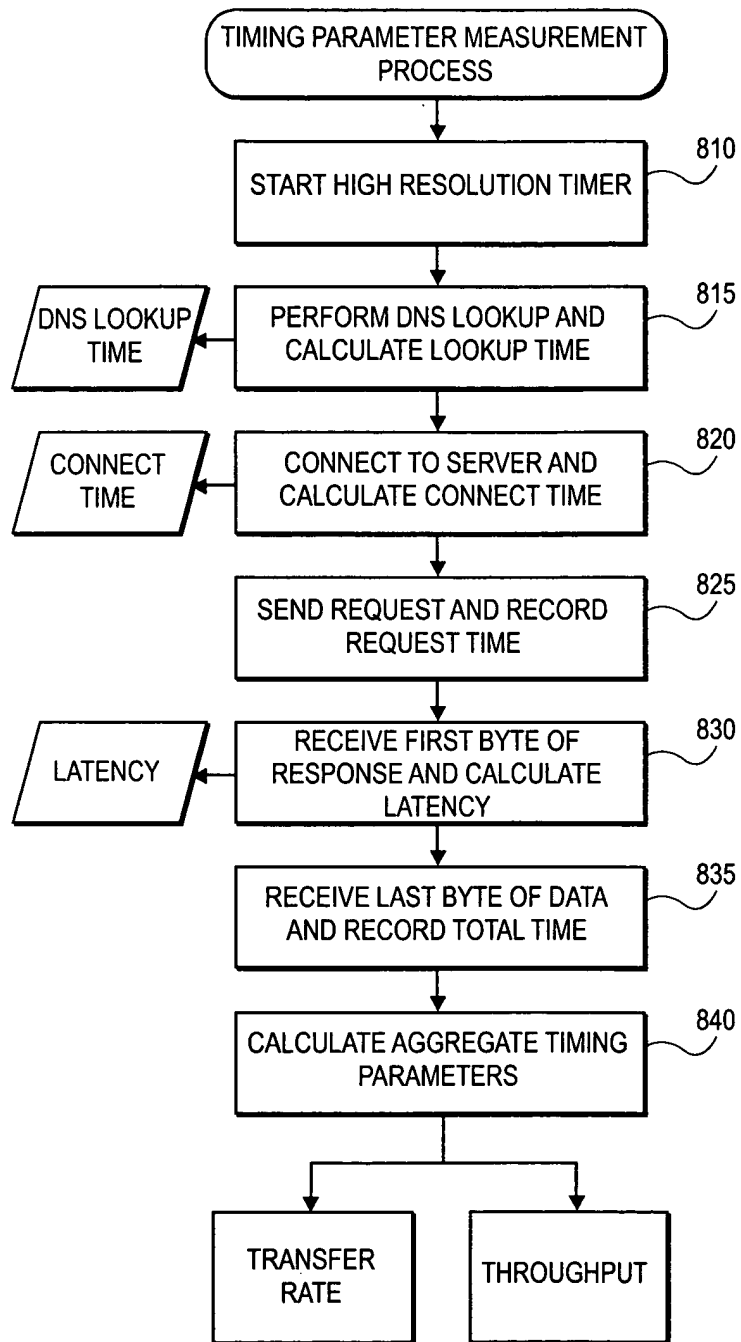 TIMING PARAMETER MEASUREMENT
PROCESS
810
START HIGH RESOLUTION TIMER
815
DNS LOOKUP
TIME
PERFORM DNS LOOKUP AND
CALCULATE LOOKUP TIME
820
CONNECT
TIME
CONNECT TO SERVER AND
CALCULATE CONNECT TIME
825
SEND REQUEST AND RECORD
REQUEST TIME
830
LATENCY
RECEIVE FIRST BYTE OF
RESPONSE AND CALCULATE
LATENCY
835
RECEIVE LAST BYTE OF DATA
AND RECORD TOTAL TIME
840
CALCULATE AGGREGATE TIMING
PARAMETERS
TRANSFER
RATE
THROUGHPUT